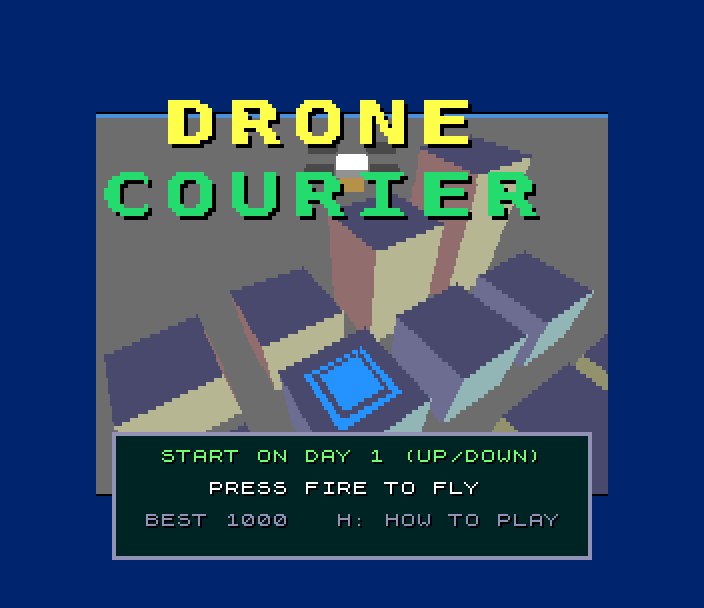 DRONE
COURIER
START ON DAY 1 (UP/DOWN)
PRESS FIRE TO FLY
BEST 1000   H: HOW TO PLAY